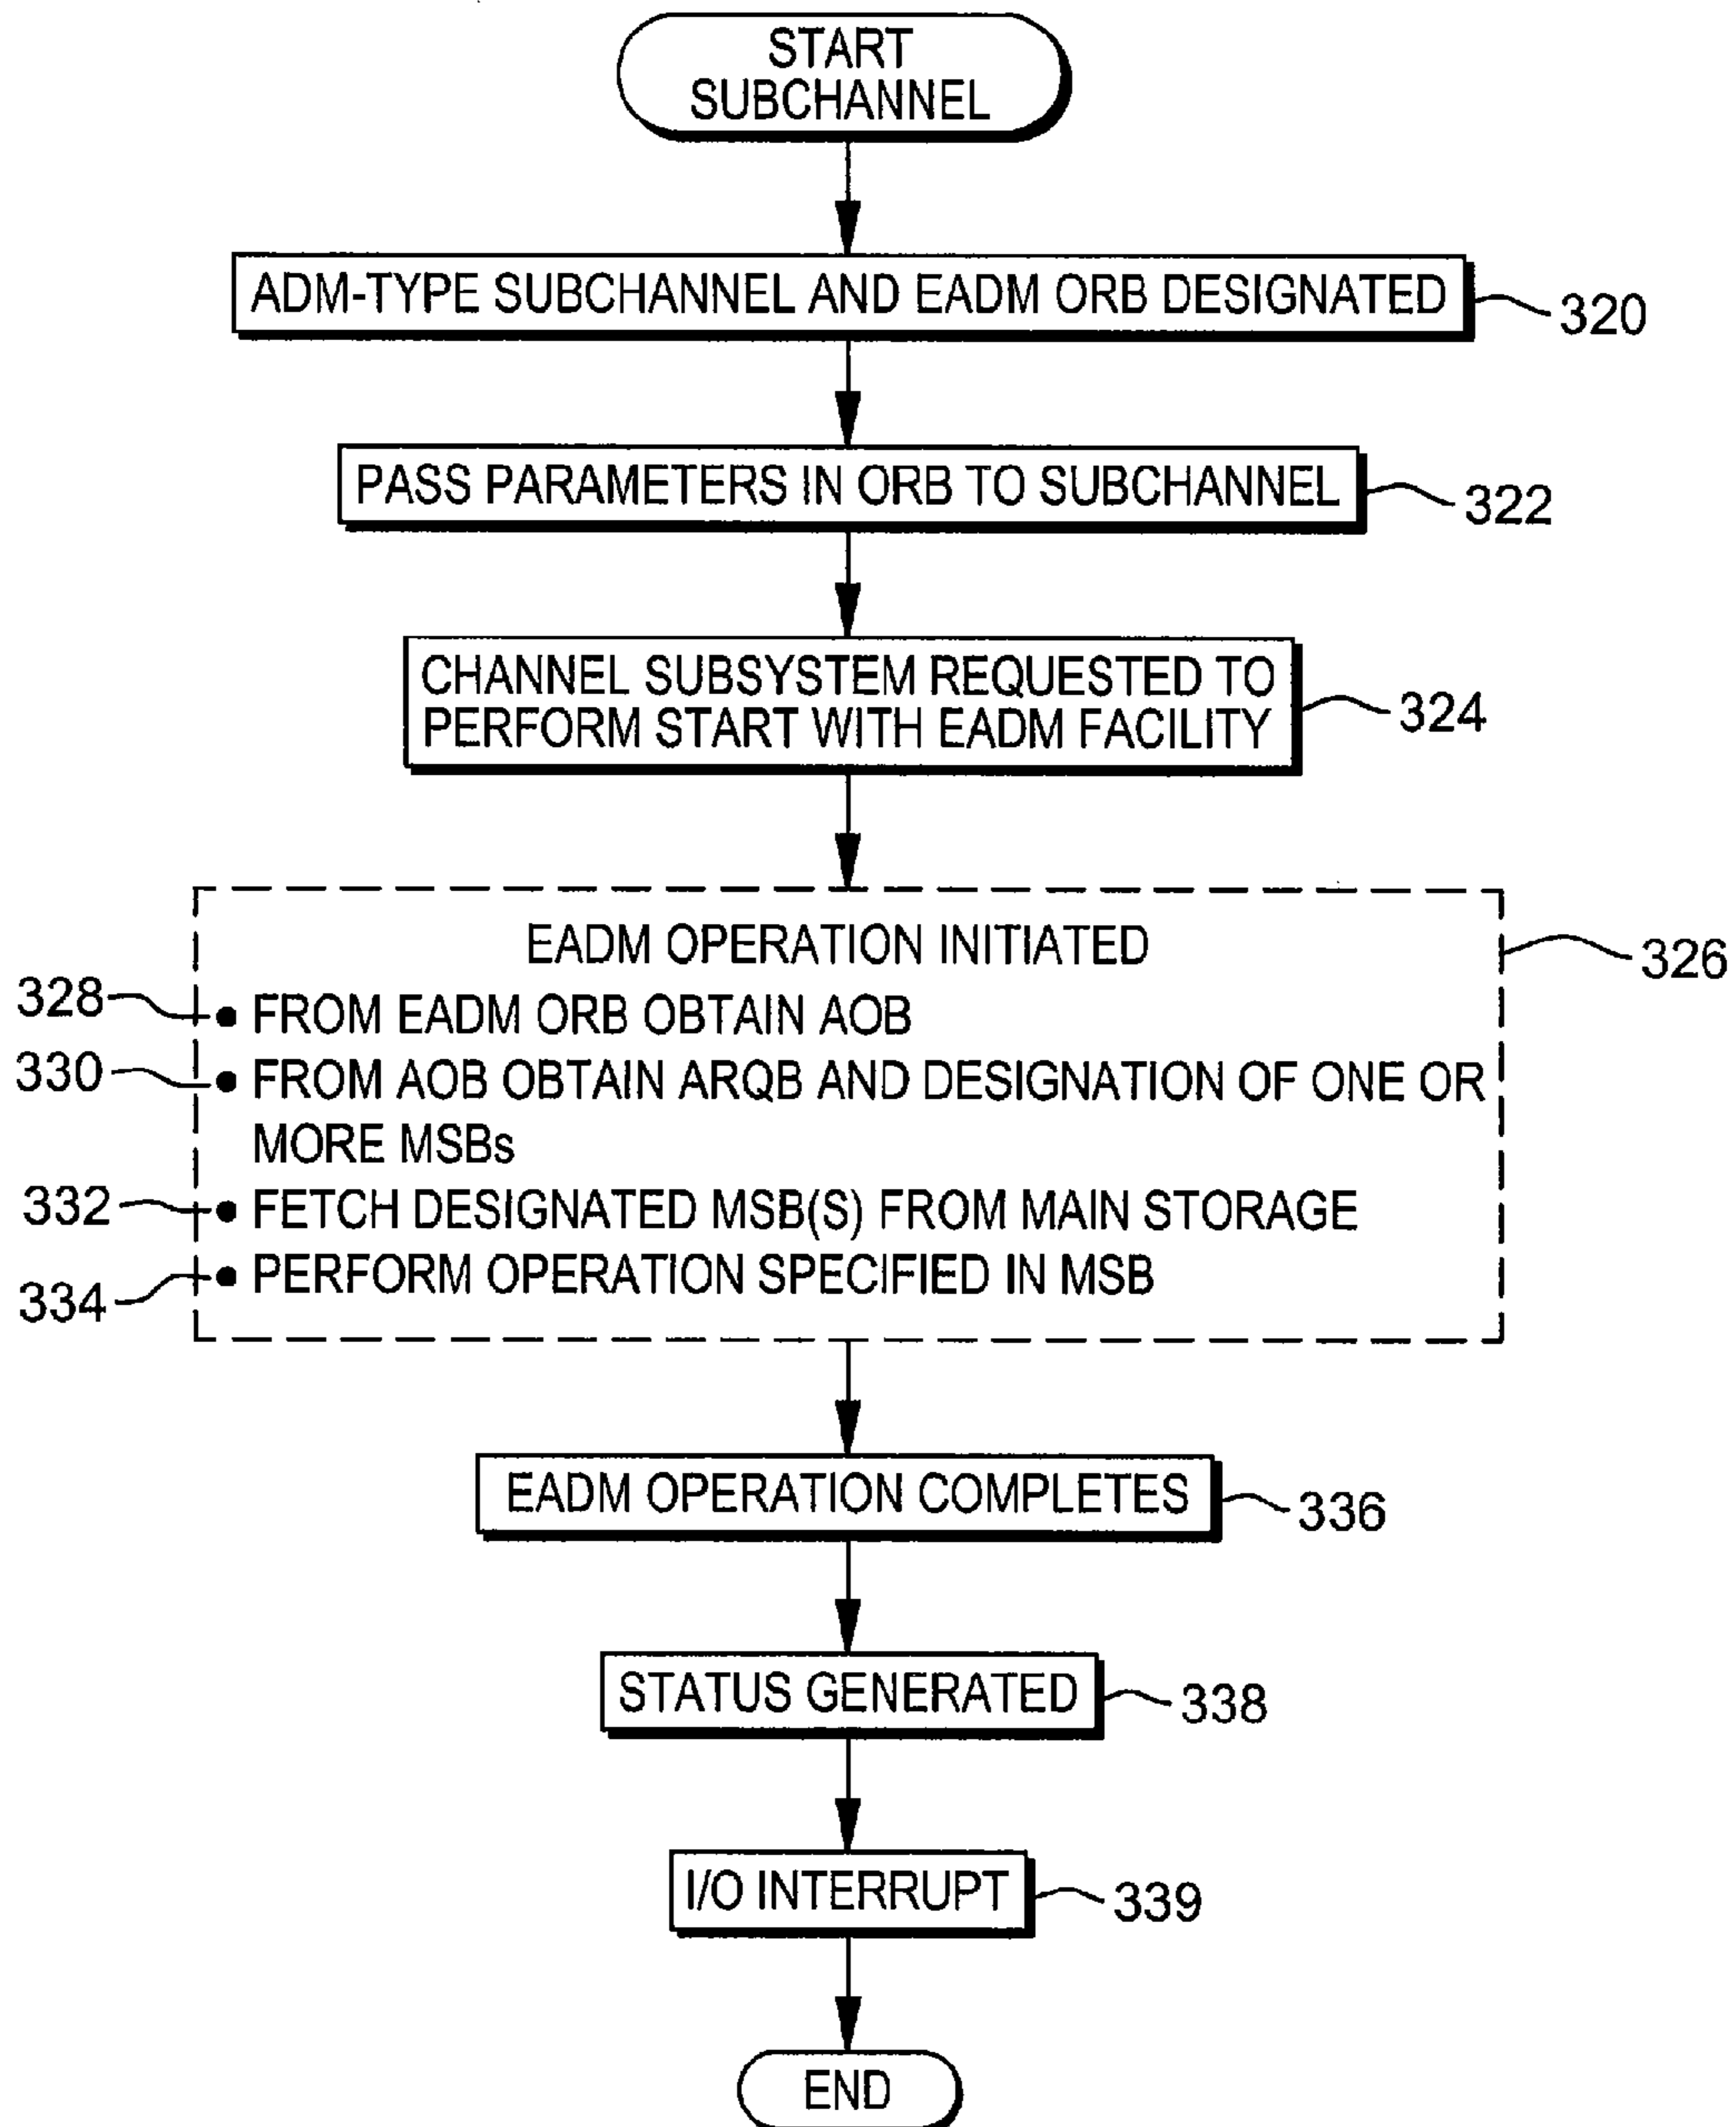 START
SUBCHANNEL
ADM-TYPE SUBCHANNEL AND EADM ORB DESIGNATED
320
PASS PARAMETERS IN ORB TO SUBCHANNEL
322
CHANNEL SUBSYSTEM REQUESTED TO
PERFORM START WITH EADM FACILITY
324
EADM OPERATION INITIATED
326
328
• FROM EADM ORB OBTAIN AOB
330
• FROM AOB OBTAIN ARQB AND DESIGNATION OF ONE OR
MORE MSBs
332
• FETCH DESIGNATED MSB(S) FROM MAIN STORAGE
334
• PERFORM OPERATION SPECIFIED IN MSB
EADM OPERATION COMPLETES
336
STATUS GENERATED
338
I/O INTERRUPT
339
END